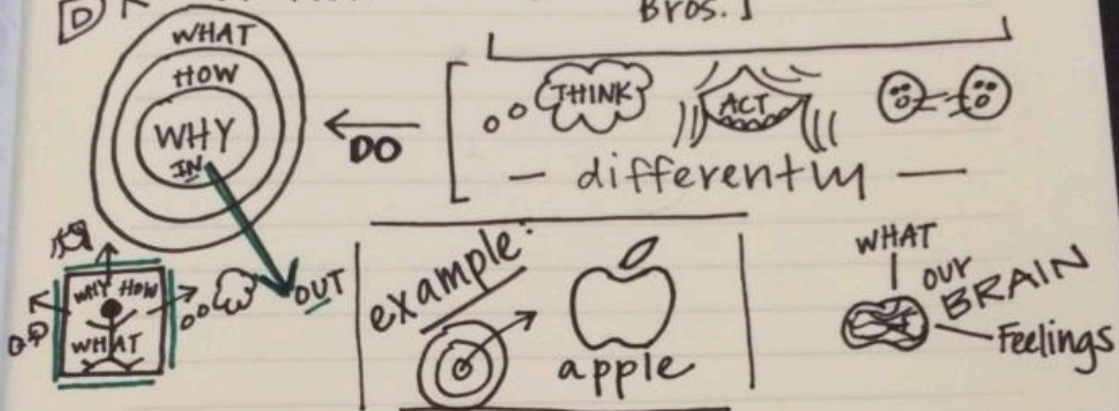 D
Bros.]
WHAT
HOW
WHY
IN
OUT
DO
THINK
ACT
— differently —
WHY HOW
WHAT
example:
apple
WHAT
our
BRAIN
Feelings